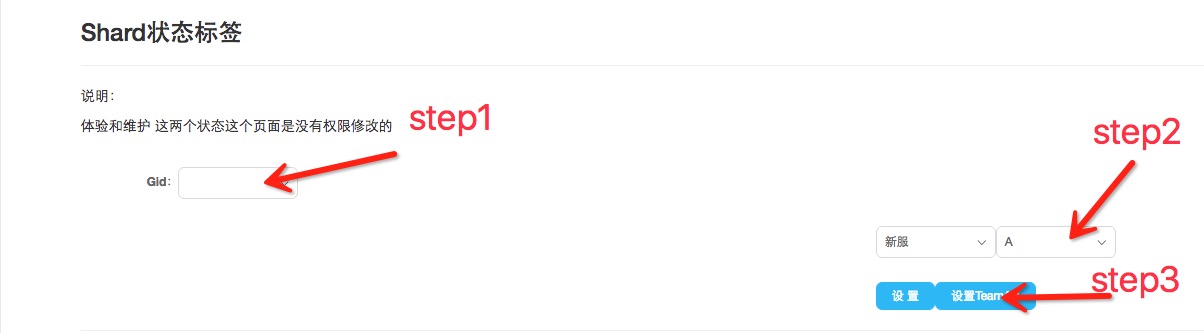 Shard状态标签
说明：
体验和维护 这两个状态这个页面是没有权限修改的
step1
step2
Gid：
新服
A
step3
设 置
设置Team